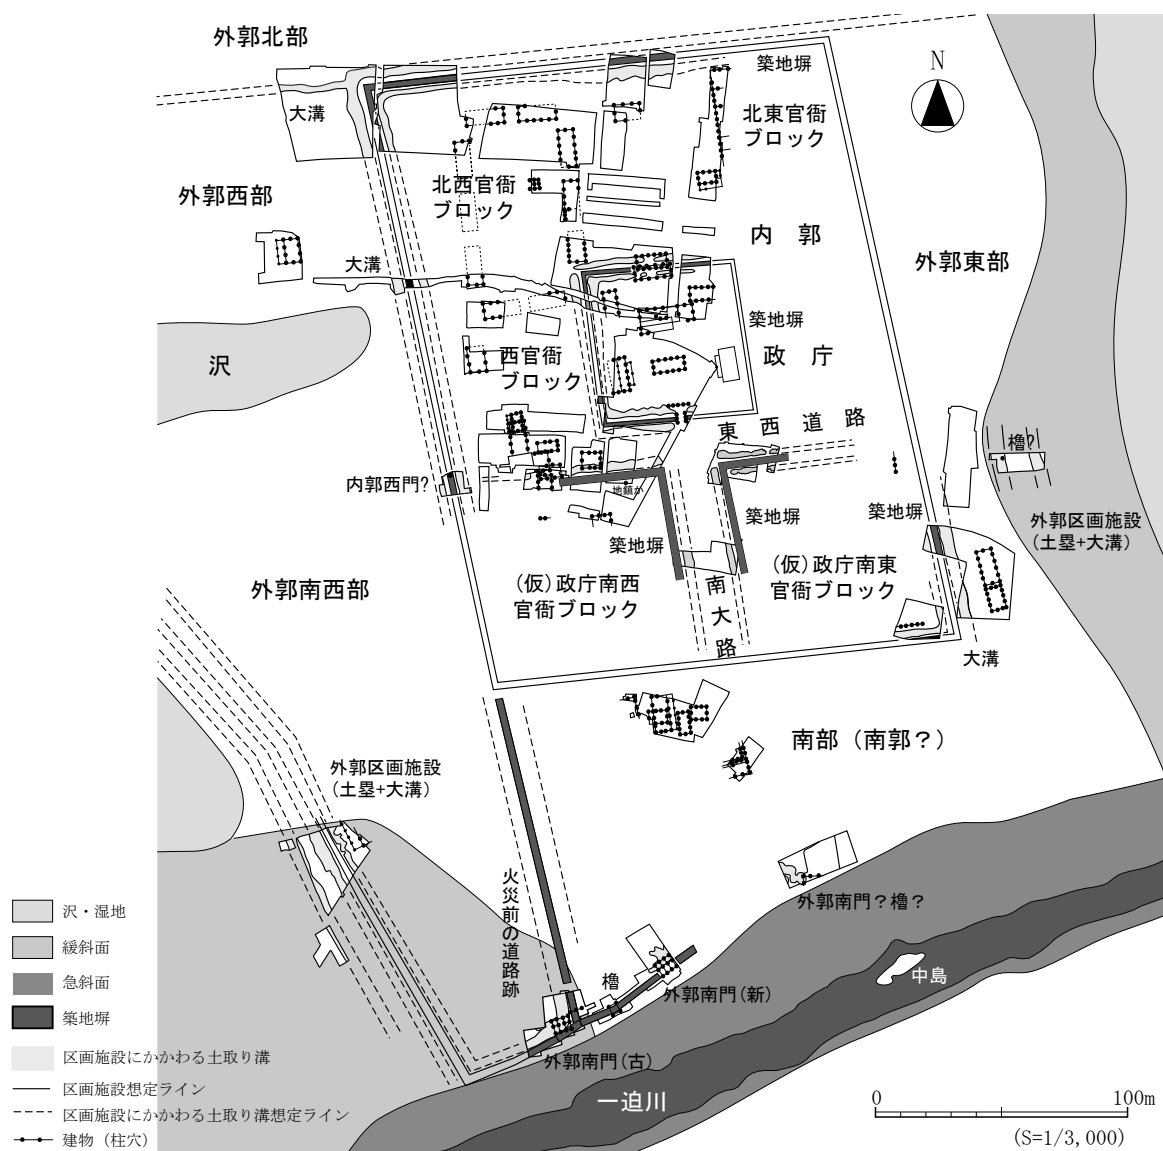 外郭北部
築地塀
N
大溝
北東官衙
ブロック
外郭西部
北西官衙
ブロック
内 郭
外郭東部
大溝
築地塀
沢
西官衙
ブロック
政 庁
東西道路
櫓?
内郭西門?
地鎮か
築地塀
築地塀
築地塀
外郭区画施設
(土塁+大溝)
外郭南西部
(仮)政庁南西
官衙ブロック
南大路
(仮)政庁南東
官衙ブロック
大溝
外郭区画施設
(土塁+大溝)
南部(南郭?)
火災前の道路跡
外郭南門?櫓?
櫓
外郭南門(新)
中島
外郭南門(古)
一迫川
沢・湿地
緩斜面
急斜面
築地塀
区画施設にかかわる土取り溝
区画施設想定ライン
区画施設にかかわる土取り溝想定ライン
建物(柱穴)
0 100m
(S=1/3,000)